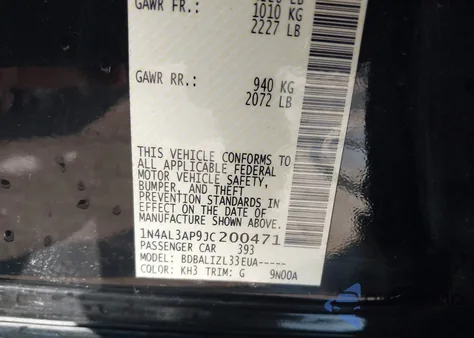 GAWR FR.: 1010 KG
2227 LB
GAWR RR.: 940 KG
2072 LB
THIS VEHICLE CONFORMS TO
ALL APPLICABLE FEDERAL
MOTOR VEHICLE SAFETY,
BUMPER, AND THEFT
PREVENTION STANDARDS IN
EFFECT ON THE DATE OF
MANUFACTURE SHOWN ABOVE.
1N4AL3AP9JC200471
PASSENGER CAR 393
MODEL: BDBALIZL33EUA-----
COLOR: KH3 TRIM: G 9N00A